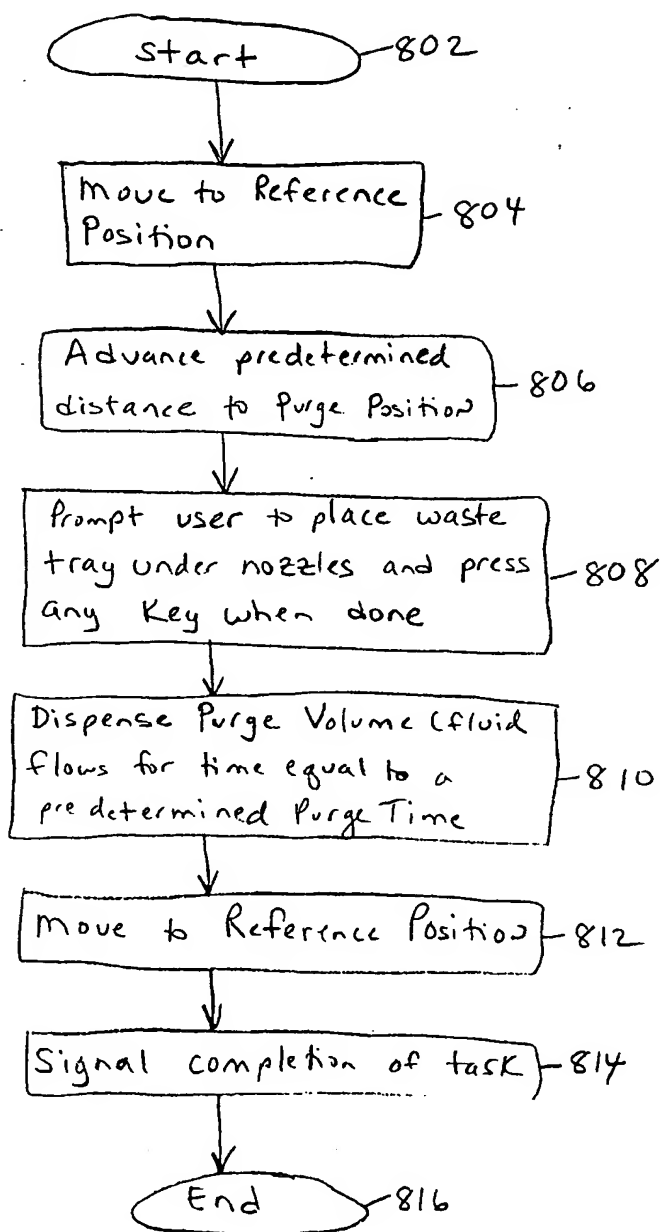 Start
802
Move to Reference
Position
804
Advance predetermined
distance to Purge Position
806
Prompt user to place waste
tray under nozzles and press
any Key when done
808
Dispense Purge Volume (fluid
flows for time equal to a
predetermined Purge Time
810
Move to Reference Position
812
Signal completion of task
814
End
816